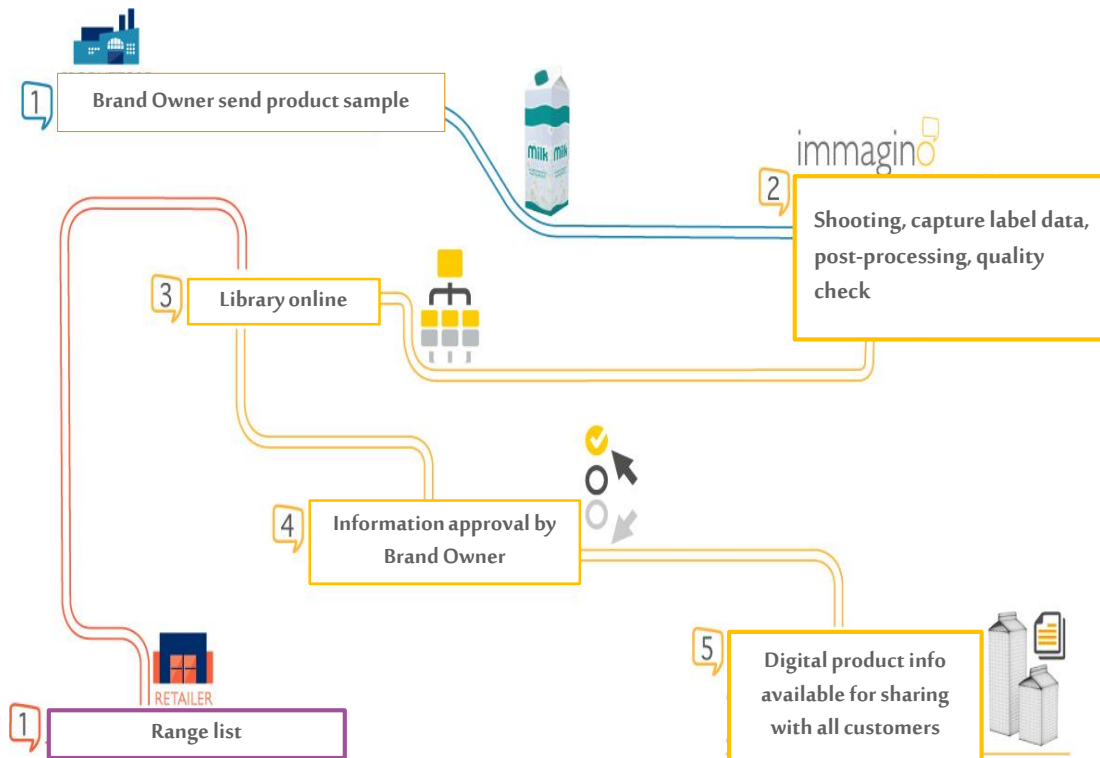 1
Brand Owner send product sample
Milk Milk
immagino
2
Shooting, capture label data,
post-processing, quality
check
3
Library online
4
Information approval by
Brand Owner
5
Digital product info
available for sharing
with all customers
RETAILER
1
Range list